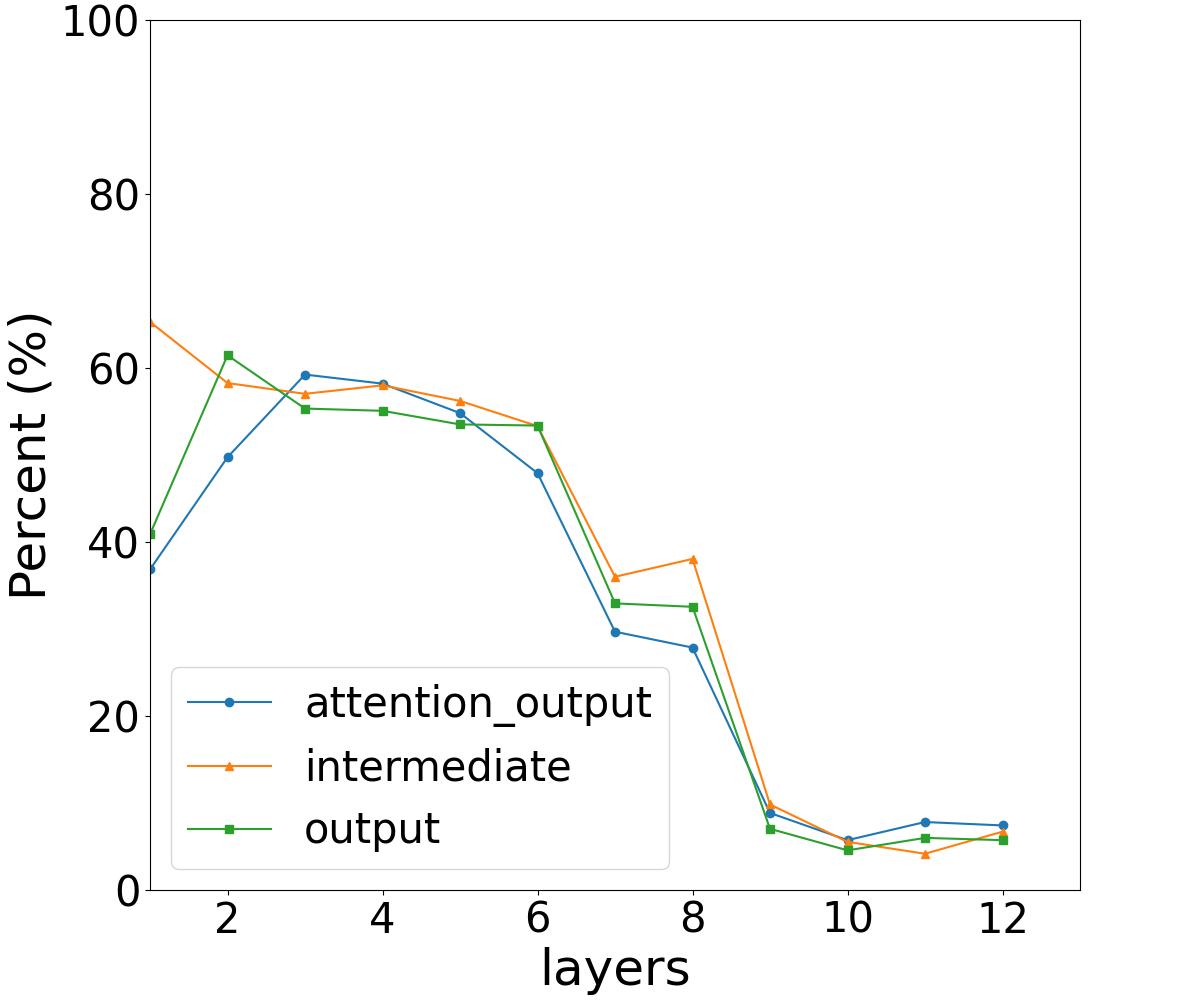 100
80
60
40
20
0
Percent (%)
attention_output
intermediate
output
2 4 6 8 10 12
layers